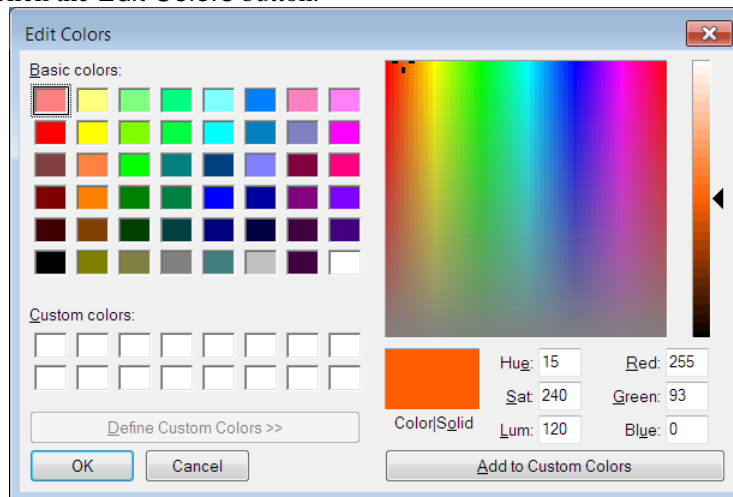 Edit Colors
Basic colors:
Custom colors:
Define Custom Colors >>
OK
Cancel
Color|Solid
Hue: 15
Sat: 240
Lum: 120
Red: 255
Green: 93
Blue: 0
Add to Custom Colors